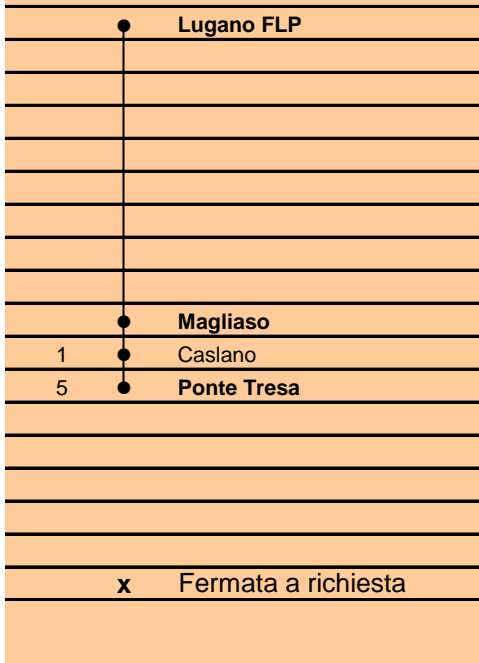 Lugano FLP
Magliaso
1 Caslano
5 Ponte Tresa
x Fermata a richiesta